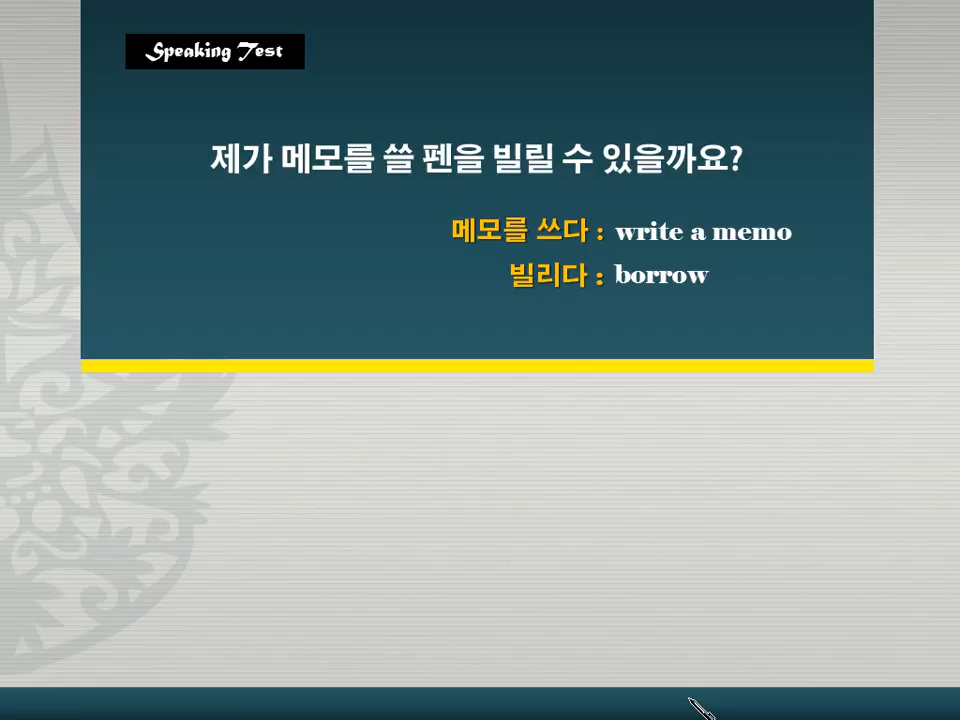 Speaking Test
제가 메모를 쓸 펜을 빌릴 수 있을까요?
메모를 쓰다 : write a memo
빌리다 : borrow